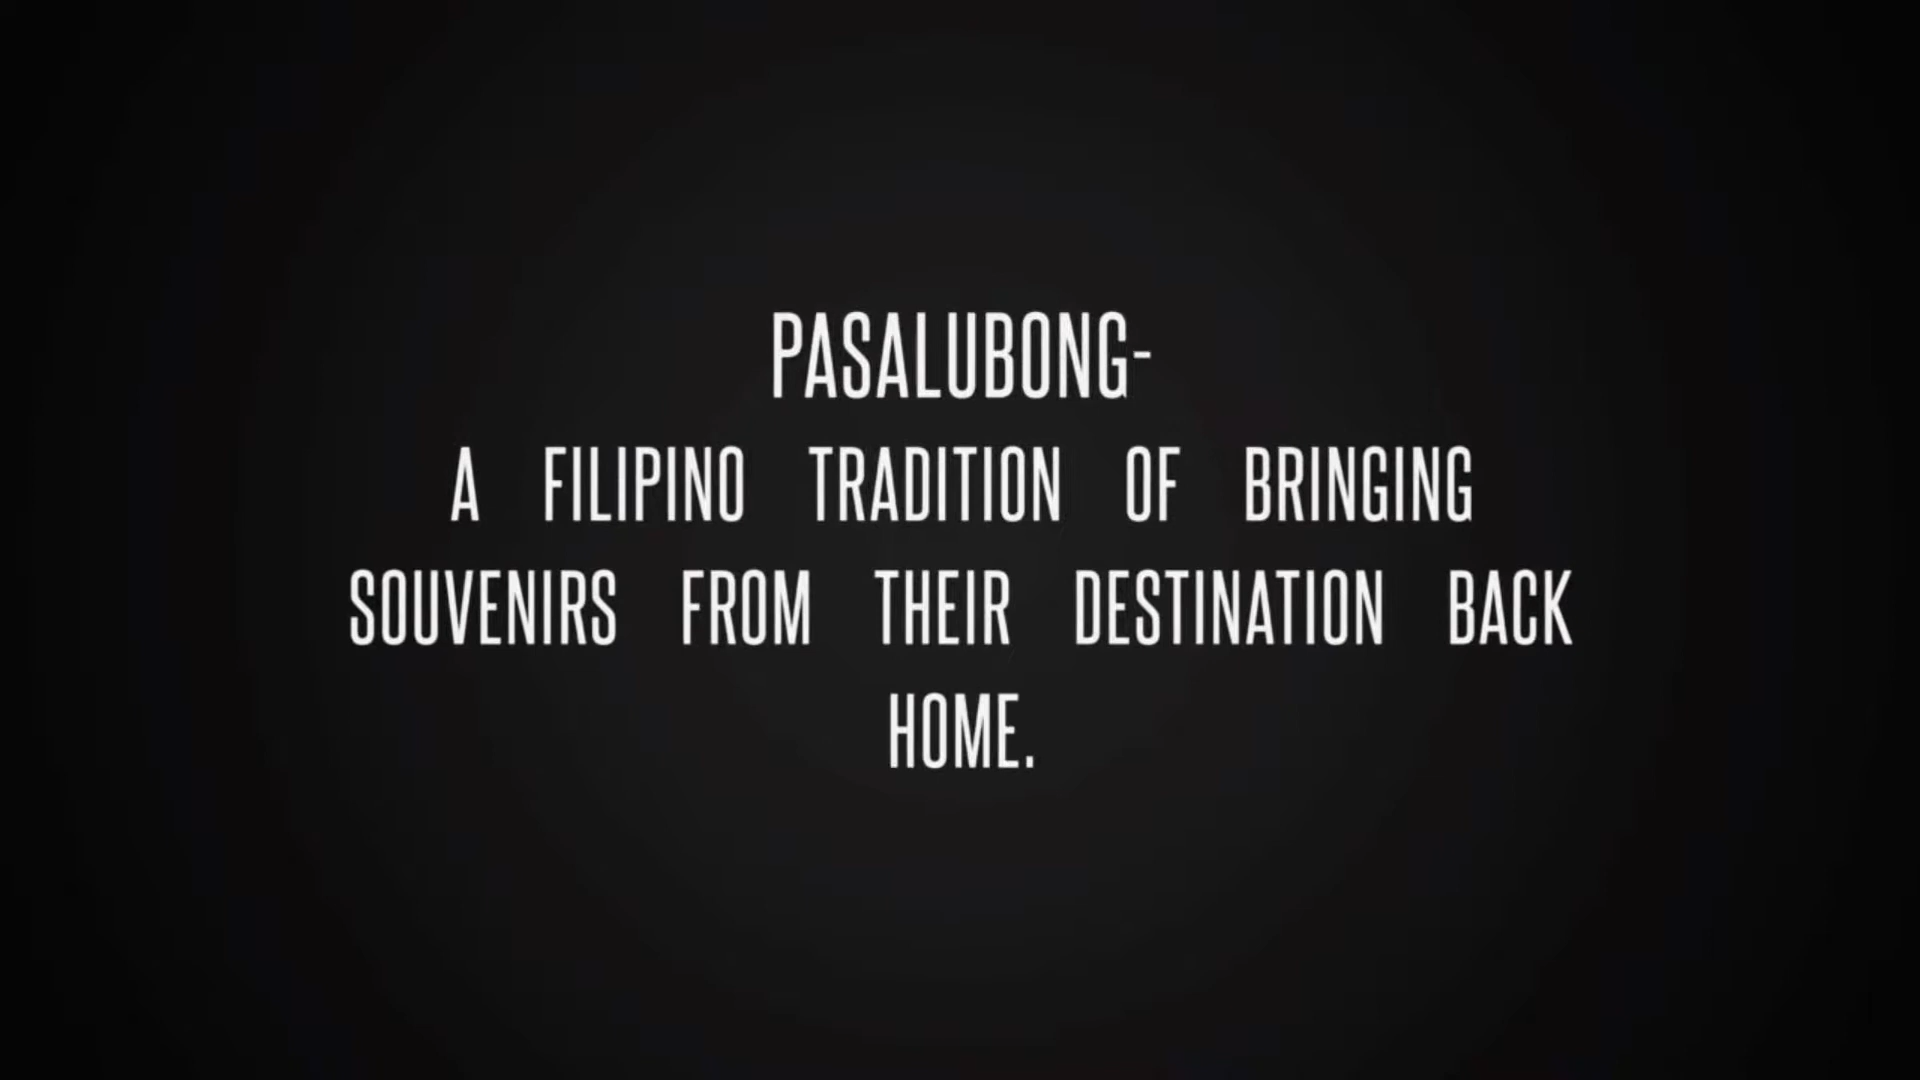 PASALUBONG-
A FILIPINO TRADITION OF BRINGING
SOUVENIRS FROM THEIR DESTINATION BACK
HOME.